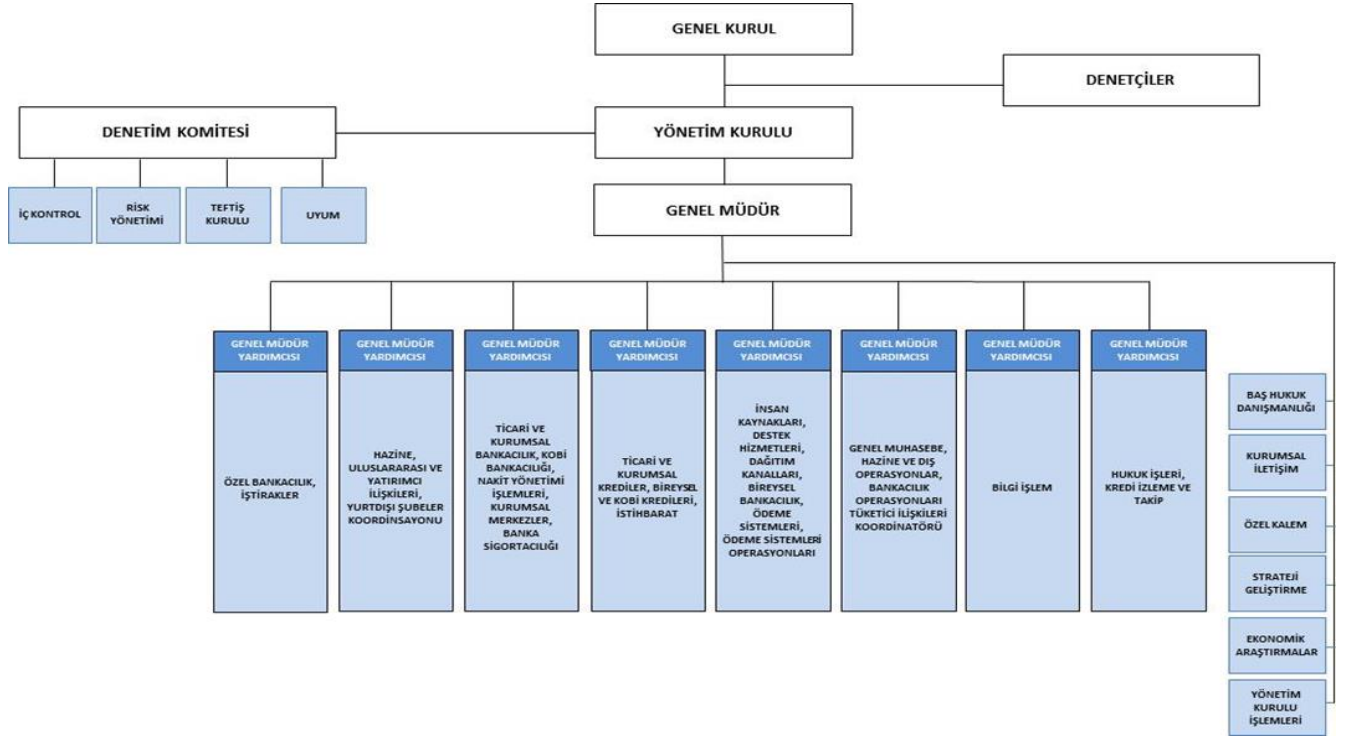 GENEL KURUL
DENETÇİLER
DENETİM KOMİTESİ
YÖNETİM KURULU
İÇ KONTROL
RİSK
YÖNETİMİ
TEFTİŞ
KURULU
UYUM
GENEL MÜDÜR
GENEL MÜDÜR
YARDIMCISI
ÖZEL BANKACILIK,
İŞTİRAKLER
GENEL MÜDÜR
YARDIMCISI
HAZİNE,
ULUSLARARASI VE
YATIRIMCI
İLİŞKİLERİ,
YURTDIŞI ŞUBELER
KOORDİNSAYONU
GENEL MÜDÜR
YARDIMCISI
TİCARİ VE
KURUMSAL
BANKACILIK, KOBİ
BANKACILIĞI,
NAKİT YÖNETİMİ
İŞLEMLERİ,
KURUMSAL
MERKEZLER,
BANKA
SİGORTACILIĞI
GENEL MÜDÜR
YARDIMCISI
TİCARİ VE
KURUMSAL
KREDİLER, BİREYSEL
VE KOBİ KREDİLERİ,
İSTİHBARAT
GENEL MÜDÜR
YARDIMCISI
İNSAN
KAYNAKLARI,
DESTEK
HİZMETLERİ,
DAĞITIM
KANALLARI,
BİREYSEL
BANKACILIK,
ÖDEME
SİSTEMLERİ,
ÖDEME SİSTEMLERİ
OPERASYONLARI
GENEL MÜDÜR
YARDIMCISI
GENEL MUHASEBE,
HAZİNE VE DIŞ
OPERASYONLAR,
BANKACILIK
OPERASYONLARI
TÜKETİCİ İLİŞKİLERİ
KOORDİNATÖRÜ
GENEL MÜDÜR
YARDIMCISI
BİLGİ İŞLEM
GENEL MÜDÜR
YARDIMCISI
HUKUK İŞLERİ,
KREDİ İZLEME VE
TAKİP
BAŞ HUKUK
DANIŞMANLIĞI
KURUMSAL
İLETİŞİM
ÖZEL KALEM
STRATEJİ
GELİŞTİRME
EKONOMİK
ARAŞTIRMALAR
YÖNETİM
KURULU
İŞLEMLERİ